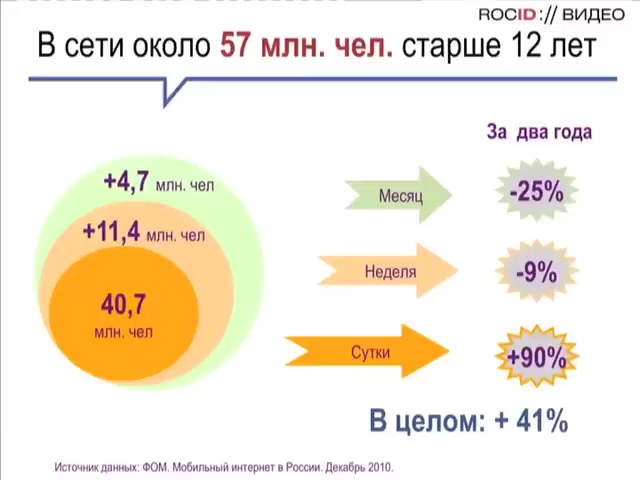 ROCID:// ВИДЕО
В сети около 57 млн. чел. старше 12 лет
За два года
+4,7 млн. чел
Месяц
-25%
+11,4 млн. чел
Неделя
-9%
40,7
млн. чел
Сутки
+90%
В целом: + 41%
Источник данных: ФОМ. Мобильный интернет в России. Декабрь 2010.